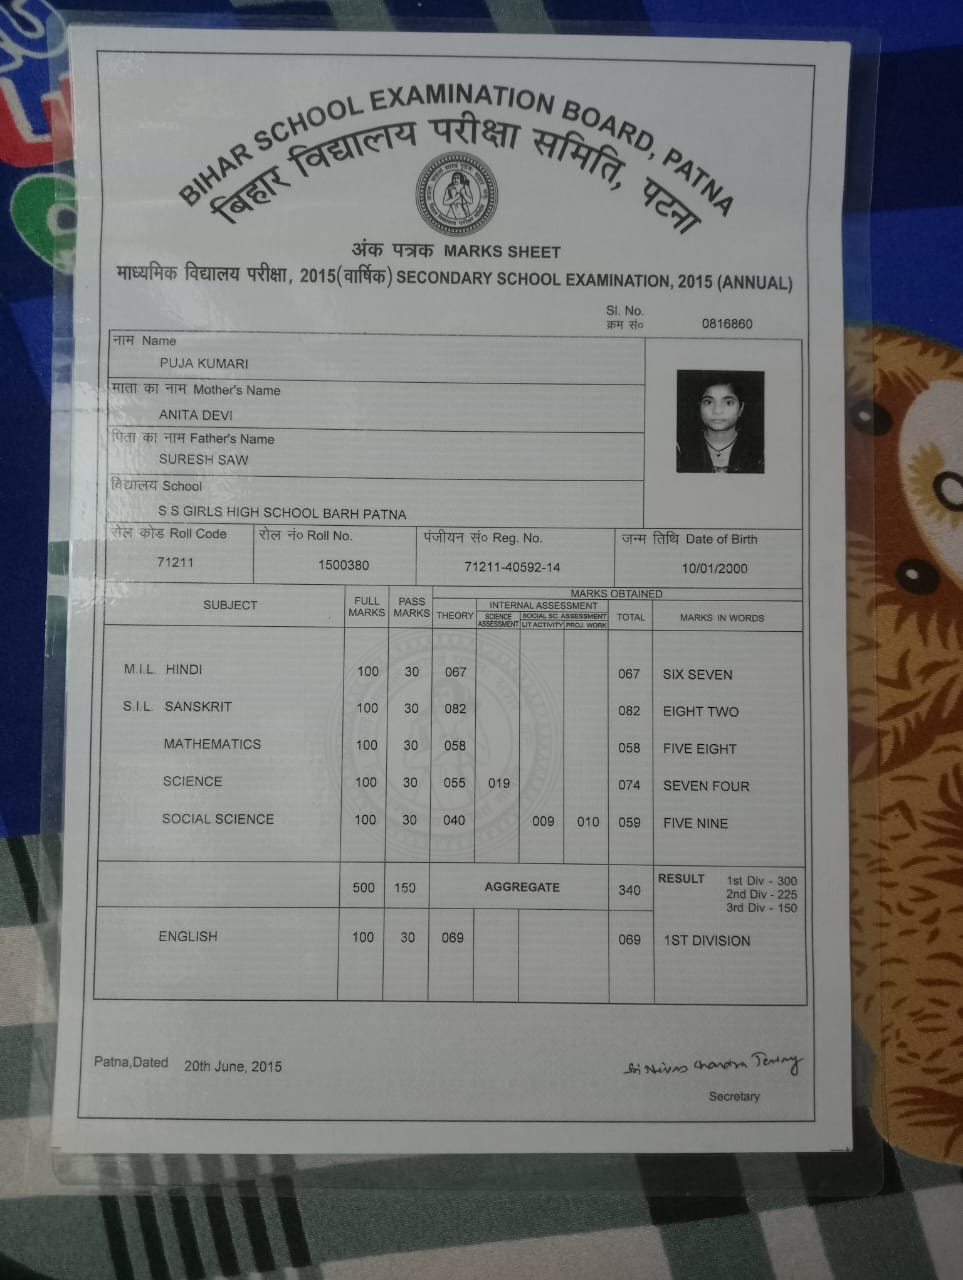 BIHAR SCHOOL EXAMINATION BOARD, PATNA
बिहार विद्यालय परीक्षा समिति, पटना
अंक पत्रक MARKS SHEET
माध्यमिक विद्यालय परीक्षा, 2015(वार्षिक) SECONDARY SCHOOL EXAMINATION, 2015 (ANNUAL)
Sl. No.
क्रम सं० 0816860
नाम Name
PUJA KUMARI
माता का नाम Mother's Name
ANITA DEVI
पिता का नाम Father's Name
SURESH SAW
विद्यालय School
S S GIRLS HIGH SCHOOL BARH PATNA
रोल कोड Roll Code रोल नं० Roll No. पंजीयन सं० Reg. No. जन्म तिथि Date of Birth
71211 1500380 71211-40592-14 10/01/2000
MARKS OBTAINED
SUBJECT FULL MARKS PASS MARKS THEORY INTERNAL ASSESSMENT TOTAL MARKS IN WORDS
SCIENCE ASSESSMENT SOCIAL SC. ASSESSMENT
LIT ACTIVITY PROJ. WORK
M.I.L. HINDI 100 30 067 067 SIX SEVEN
S.I.L. SANSKRIT 100 30 082 082 EIGHT TWO
MATHEMATICS 100 30 058 058 FIVE EIGHT
SCIENCE 100 30 055 019 074 SEVEN FOUR
SOCIAL SCIENCE 100 30 040 009 010 059 FIVE NINE
500 150 AGGREGATE 340 RESULT 1st Div - 300
2nd Div - 225
3rd Div - 150
ENGLISH 100 30 069 069 1ST DIVISION
Patna,Dated 20th June, 2015
Secretary